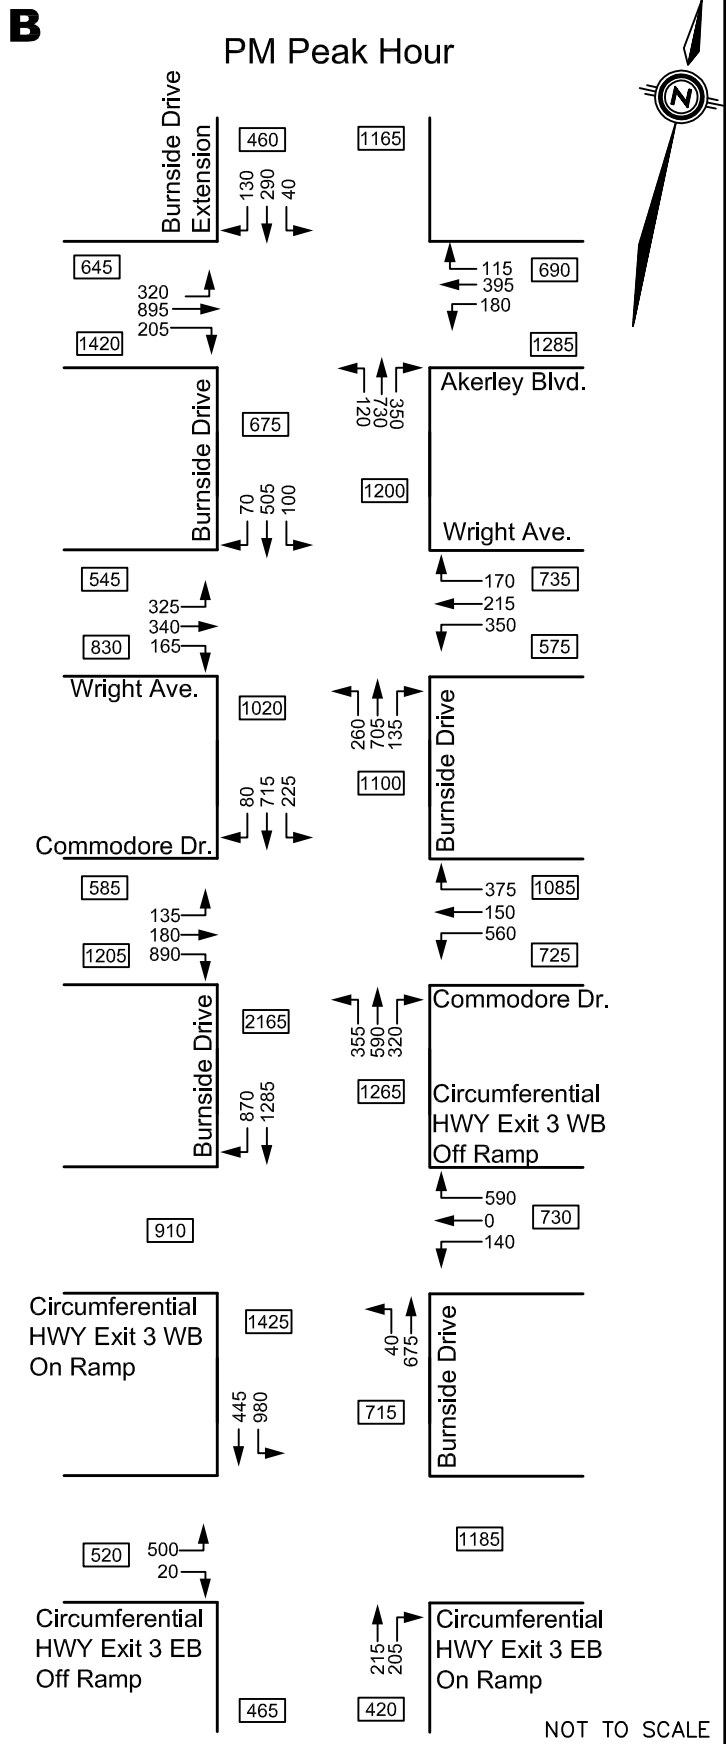 B
PM Peak Hour
N
Burnside Drive
Extension
460
1165
130
290
40
645
690
320
895
205
115
395
180
1420
1285
Akerley Blvd.
120
730
350
Burnside Drive
675
1200
70
505
100
Wright Ave.
545
735
325
340
165
170
215
350
830
575
Wright Ave.
1020
260
705
135
Burnside Drive
1100
80
715
225
Commodore Dr.
585
1085
135
180
890
375
150
560
1205
725
Commodore Dr.
Burnside Drive
2165
355
590
320
1265
870
1285
Circumferential
HWY Exit 3 WB
Off Ramp
590
0
140
730
910
Circumferential
HWY Exit 3 WB
On Ramp
1425
40
675
Burnside Drive
715
445
980
520
500
20
1185
Circumferential
HWY Exit 3 EB
Off Ramp
215
205
Circumferential
HWY Exit 3 EB
On Ramp
465
420
NOT TO SCALE